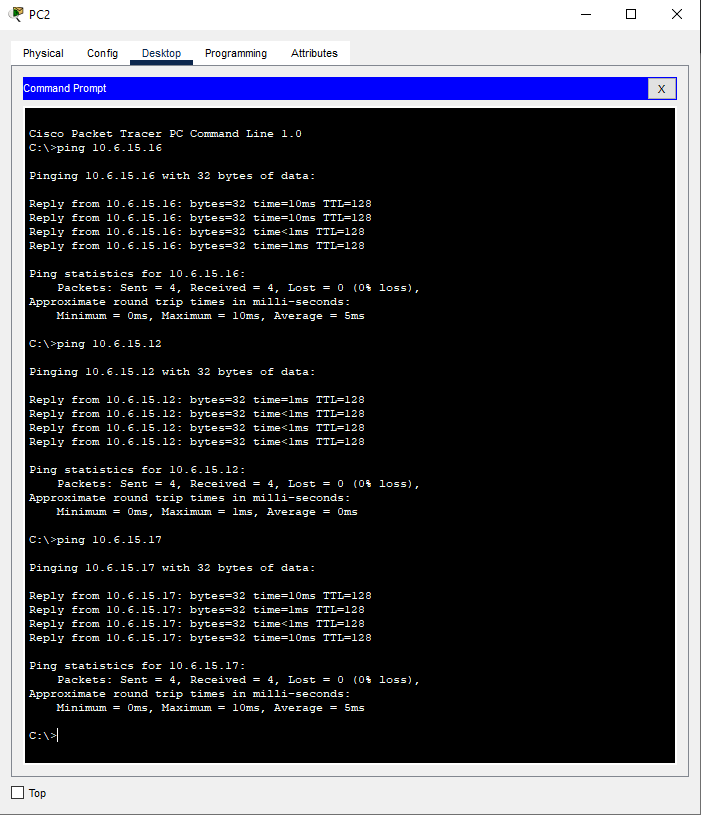 PC2
Physical Config Desktop Programming Attributes
Command Prompt
X
Cisco Packet Tracer PC Command Line 1.0
C:\>ping 10.6.15.16
Pinging 10.6.15.16 with 32 bytes of data:
Reply from 10.6.15.16: bytes=32 time=10ms TTL=128
Reply from 10.6.15.16: bytes=32 time=10ms TTL=128
Reply from 10.6.15.16: bytes=32 time<1ms TTL=128
Reply from 10.6.15.16: bytes=32 time=1ms TTL=128
Ping statistics for 10.6.15.16:
    Packets: Sent = 4, Received = 4, Lost = 0 (0% loss),
Approximate round trip times in milli-seconds:
    Minimum = 0ms, Maximum = 10ms, Average = 5ms
C:\>ping 10.6.15.12
Pinging 10.6.15.12 with 32 bytes of data:
Reply from 10.6.15.12: bytes=32 time=1ms TTL=128
Reply from 10.6.15.12: bytes=32 time<1ms TTL=128
Reply from 10.6.15.12: bytes=32 time<1ms TTL=128
Reply from 10.6.15.12: bytes=32 time<1ms TTL=128
Ping statistics for 10.6.15.12:
    Packets: Sent = 4, Received = 4, Lost = 0 (0% loss),
Approximate round trip times in milli-seconds:
    Minimum = 0ms, Maximum = 1ms, Average = 0ms
C:\>ping 10.6.15.17
Pinging 10.6.15.17 with 32 bytes of data:
Reply from 10.6.15.17: bytes=32 time=10ms TTL=128
Reply from 10.6.15.17: bytes=32 time=1ms TTL=128
Reply from 10.6.15.17: bytes=32 time<1ms TTL=128
Reply from 10.6.15.17: bytes=32 time=10ms TTL=128
Ping statistics for 10.6.15.17:
    Packets: Sent = 4, Received = 4, Lost = 0 (0% loss),
Approximate round trip times in milli-seconds:
    Minimum = 0ms, Maximum = 10ms, Average = 5ms
C:\>
Top